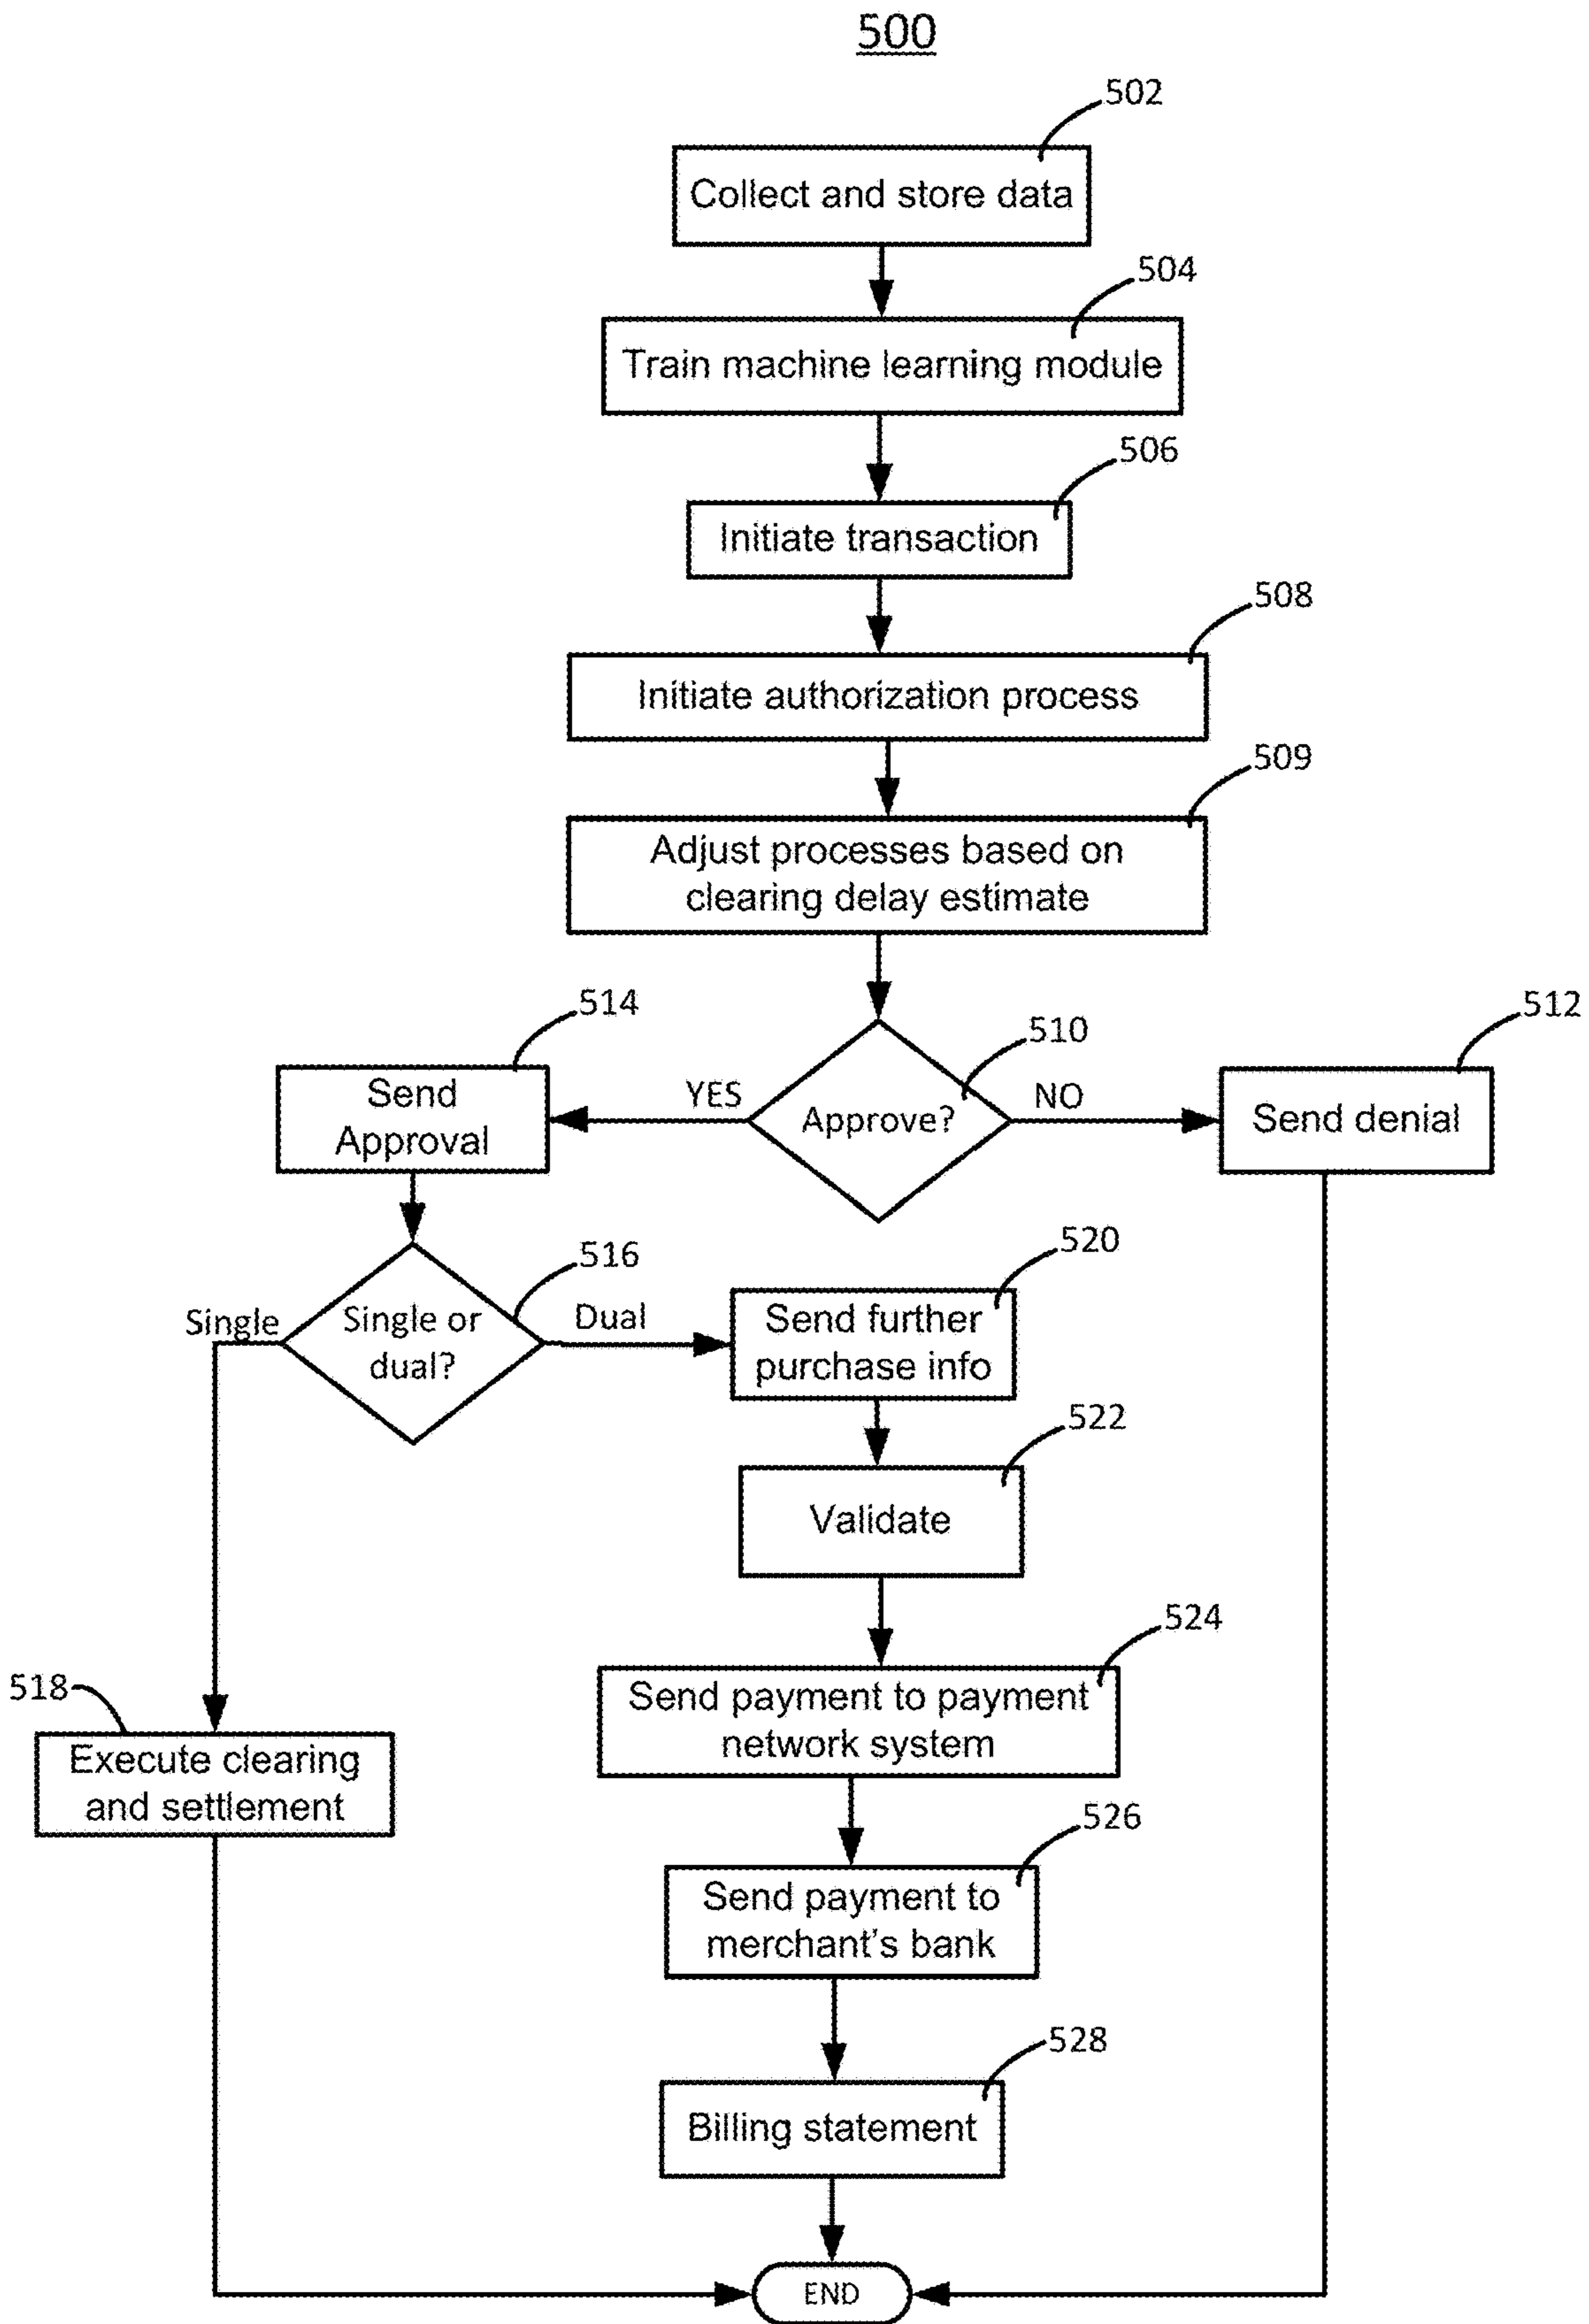 500
502
Collect and store data
504
Train machine learning module
506
Initiate transaction
508
Initiate authorization process
509
Adjust processes based on
clearing delay estimate
514
510
512
Send
Approval
YES
Approve?
NO
Send denial
516
520
Single
Single or
dual?
Dual
Send further
purchase info
522
Validate
524
Send payment to payment
network system
518
Execute clearing
and settlement
526
Send payment to
merchant's bank
528
Billing statement
END